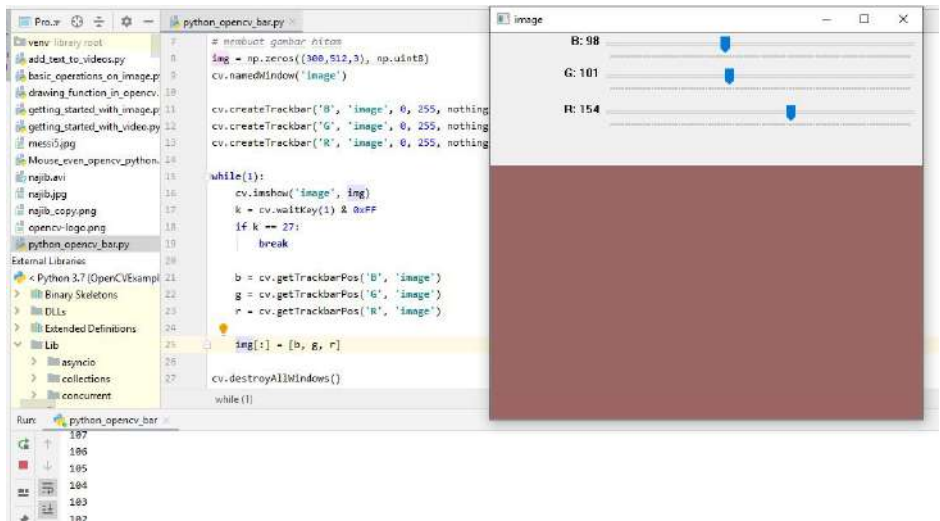 Pro..
python_opencv_bar.py
venv library root
add_text_to_videos.py
basic_operations_on_image.p
drawing_function_in_opencv.
getting_started_with_image.p
getting_started_with_video.py
messi5.jpg
Mouse_even_opencv_python.
najib.avi
najib.jpg
najib_copy.png
opencv-logo.png
python_opencv_bar.py
External Libraries
< Python 3.7 (OpenCVExampl
Binary Skeletons
DLLs
Extended Definitions
Lib
asyncio
collections
concurrent
7 # membuat gambar hitam
8 img = np.zeros((300,512,3), np.uint8)
9 cv.namedWindow('image')
10
11 cv.createTrackbar('B', 'image', 0, 255, nothing
12 cv.createTrackbar('G', 'image', 0, 255, nothing
13 cv.createTrackbar('R', 'image', 0, 255, nothing
14
15 while(1):
16 cv.imshow('image', img)
17 k = cv.waitKey(1) & 0xFF
18 if k == 27:
19 break
20
21 b = cv.getTrackbarPos('B', 'image')
22 g = cv.getTrackbarPos('G', 'image')
23 r = cv.getTrackbarPos('R', 'image')
24
25 img[:] = [b, g, r]
26
27 cv.destroyAllWindows()
while (1)
image
B: 98
G: 101
R: 154
Run: python_opencv_bar
107
106
105
104
103
102